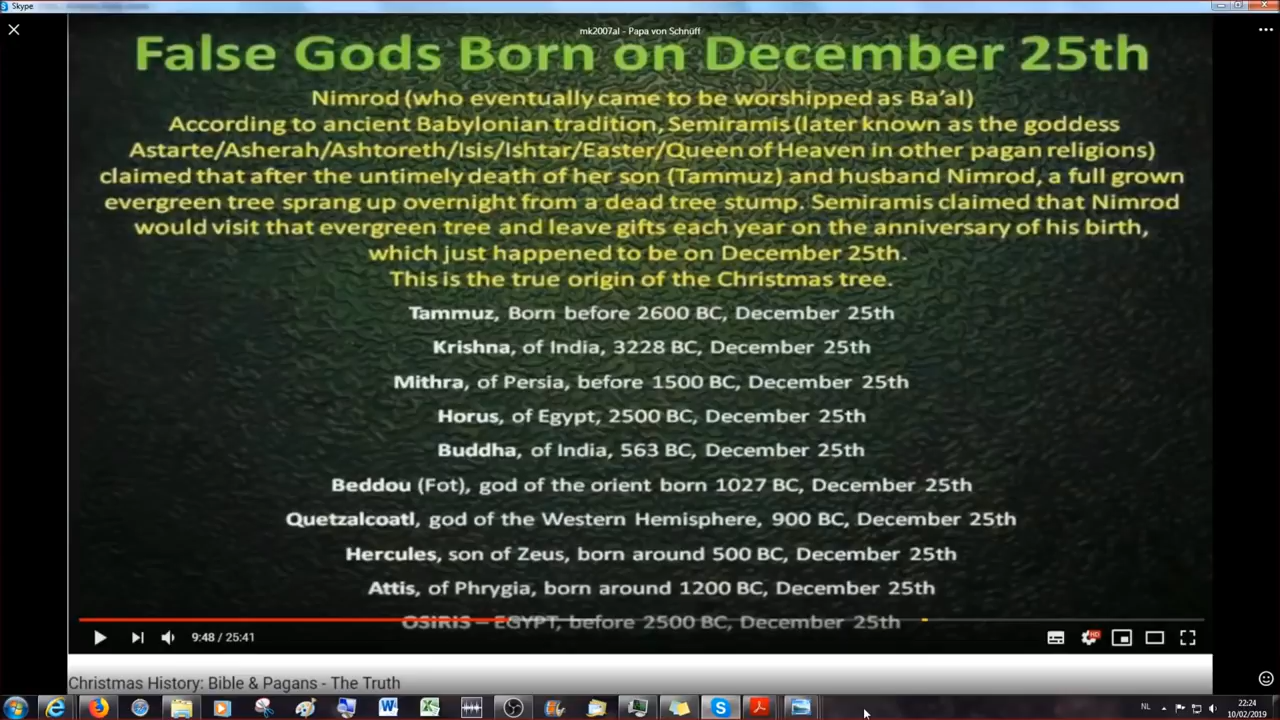 Skype
mk2007al - Papa von Schnüff
False Gods Born on December 25th
Nimrod (who eventually came to be worshipped as Ba’al)
According to ancient Babylonian tradition, Semiramis (later known as the goddess
Astarte/Asherah/Ashtoreth/Isis/Ishtar/Easter/Queen of Heaven in other pagan religions)
claimed that after the untimely death of her son (Tammuz) and husband Nimrod, a full grown
evergreen tree sprang up overnight from a dead tree stump. Semiramis claimed that Nimrod
would visit that evergreen tree and leave gifts each year on the anniversary of his birth,
which just happened to be on December 25th.
This is the true origin of the Christmas tree.
Tammuz, Born before 2600 BC, December 25th
Krishna, of India, 3228 BC, December 25th
Mithra, of Persia, before 1500 BC, December 25th
Horus, of Egypt, 2500 BC, December 25th
Buddha, of India, 563 BC, December 25th
Beddou (Fot), god of the orient born 1027 BC, December 25th
Quetzalcoatl, god of the Western Hemisphere, 900 BC, December 25th
Hercules, son of Zeus, born around 500 BC, December 25th
Attis, of Phrygia, born around 1200 BC, December 25th
OSIRIS – EGYPT, before 2500 BC, December 25th
9:48 / 25:41
HD
Christmas History: Bible & Pagans - The Truth
NL
22:24
10/02/2019